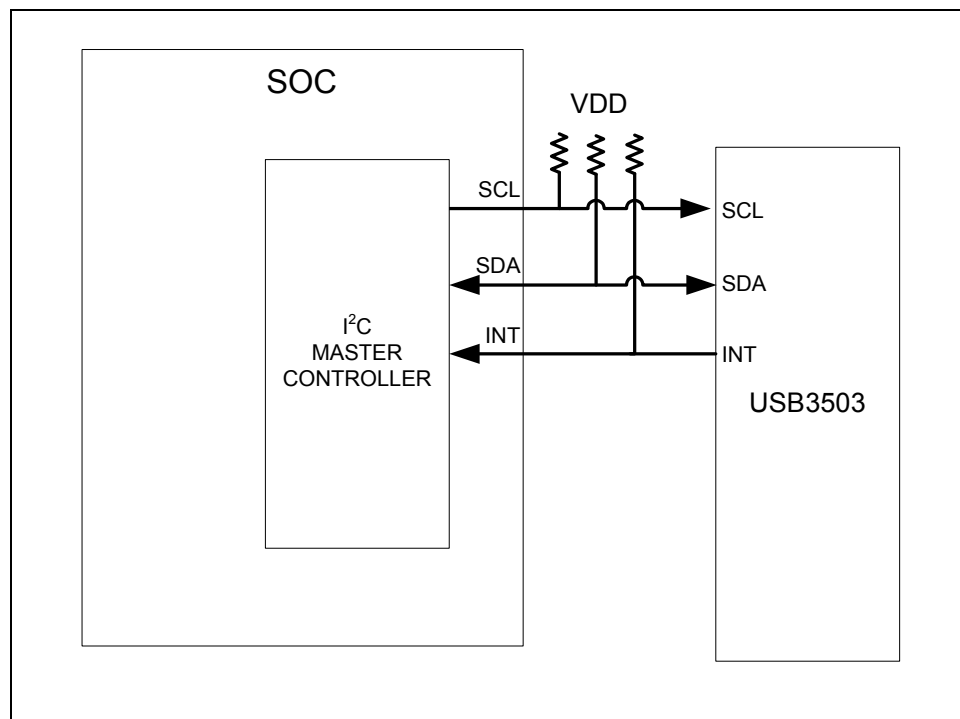 SOC
VDD
SCL
SCL
SDA
SDA
INT
INT
I²C
MASTER
CONTROLLER
USB3503